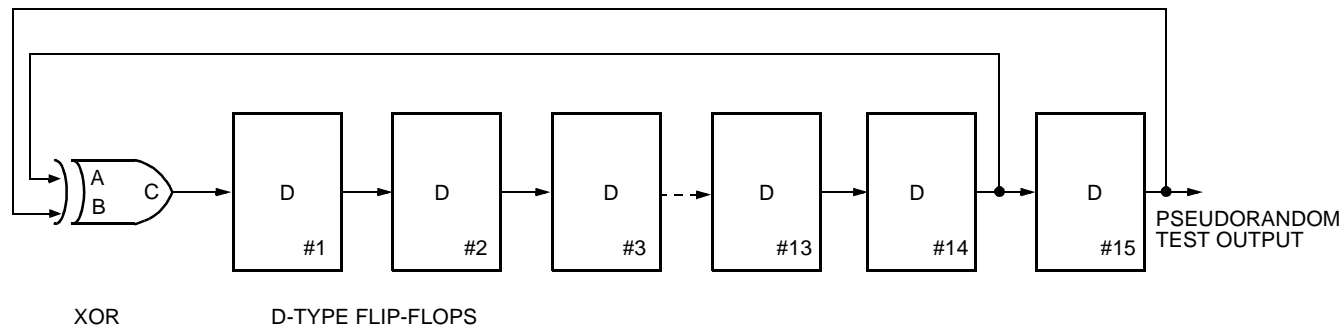 A
B
C
D
D
D
D
D
D
#1
#2
#3
#13
#14
#15
PSEUDORANDOM
TEST OUTPUT
XOR
D-TYPE FLIP-FLOPS